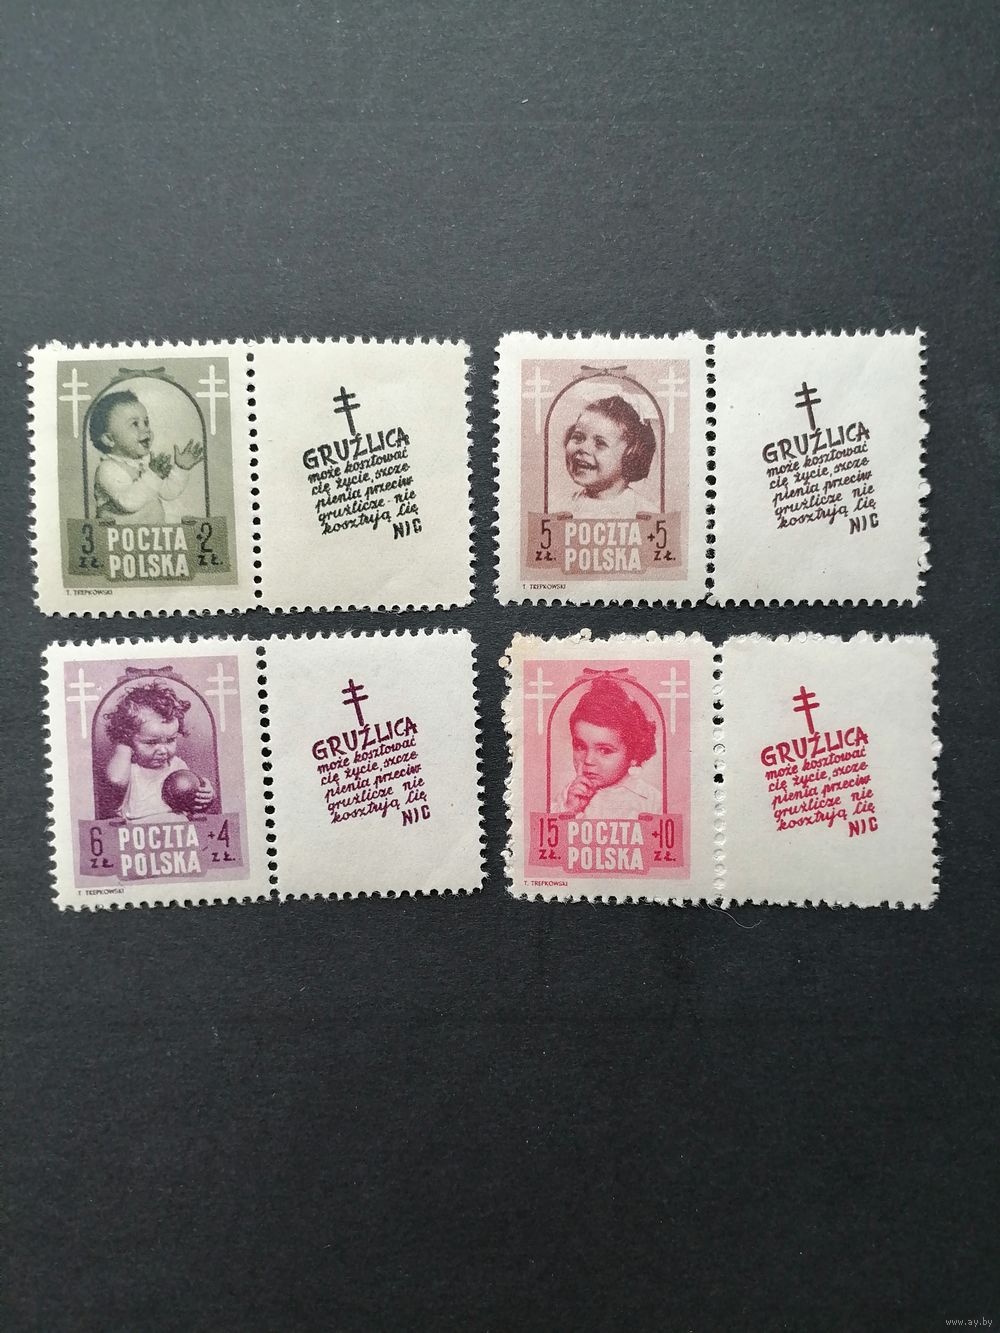 3 ZŁ. POCZTA POLSKA +2 ZŁ.
T. TREPKOWSKI
GRUŹLICA
może kosztować
cię życie, szcze
pienia przeciw
gruźlicze - nie
kosztują cię
NIC
5 ZŁ. POCZTA POLSKA +5 ZŁ.
T. TREPKOWSKI
GRUŹLICA
może kosztować
cię życie, szcze
pienia przeciw
gruźlicze nie
kosztują cię
NIC
6 ZŁ. POCZTA POLSKA +4 ZŁ.
T. TREPKOWSKI
GRUŹLICA
może kosztować
cię życie, szcze
pienia przeciw
gruźlicze nie
kosztują cię
NIC
15 ZŁ. POCZTA POLSKA +10 ZŁ.
T. TREPKOWSKI
GRUŹLICA
może kosztować
cię życie, szcze
pienia przeciw
gruźlicze nie
kosztują cię
NIC
www.ay.by